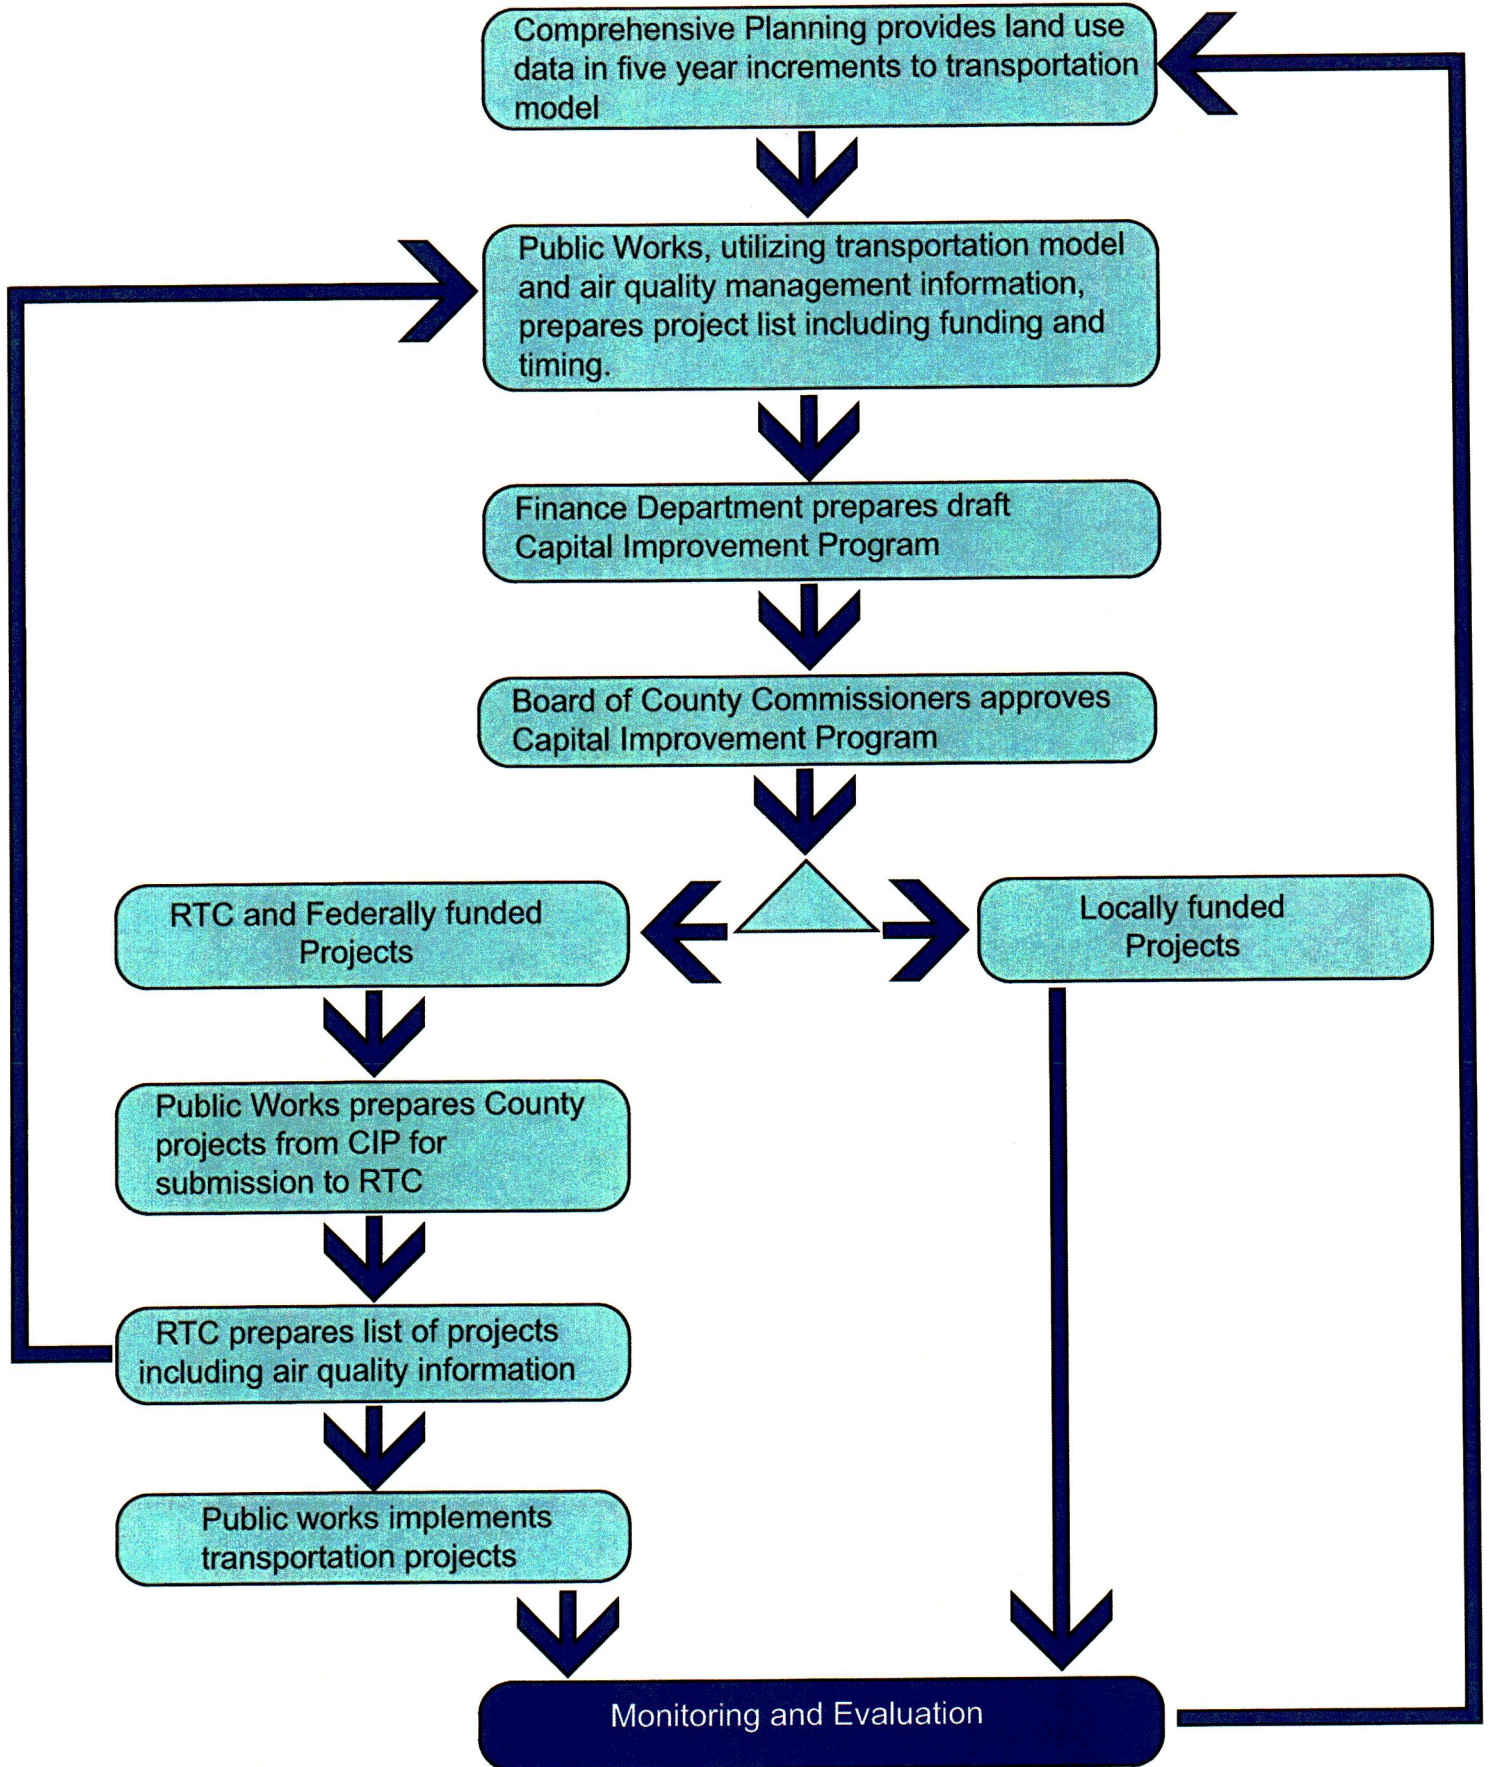 Comprehensive Planning provides land use
data in five year increments to transportation
model
Public Works, utilizing transportation model
and air quality management information,
prepares project list including funding and
timing.
Finance Department prepares draft
Capital Improvement Program
Board of County Commissioners approves
Capital Improvement Program
RTC and Federally funded
Projects
Locally funded
Projects
Public Works prepares County
projects from CIP for
submission to RTC
RTC prepares list of projects
including air quality information
Public works implements
transportation projects
Monitoring and Evaluation